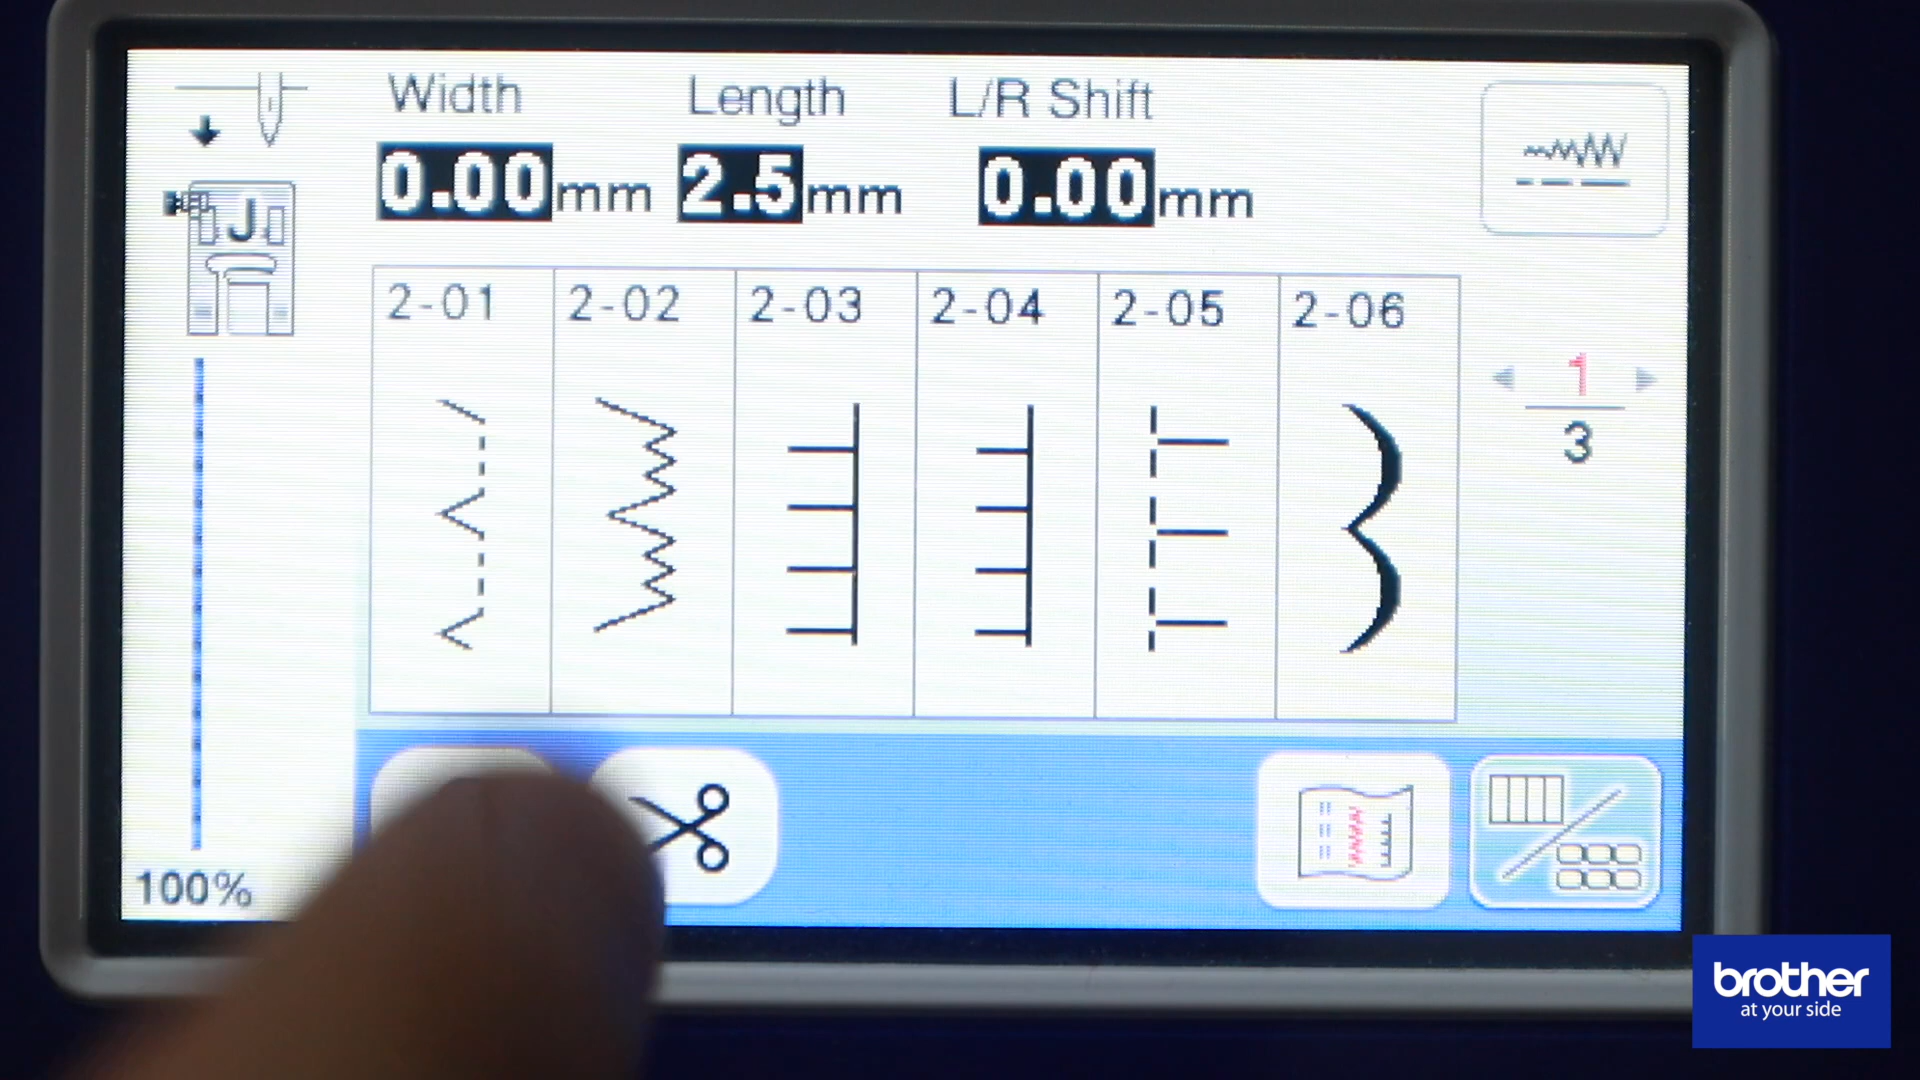 Width Length L/R Shift
0.00mm 2.5mm 0.00mm
J
2-01 2-02 2-03 2-04 2-05 2-06
1
3
100%
brother
at your side